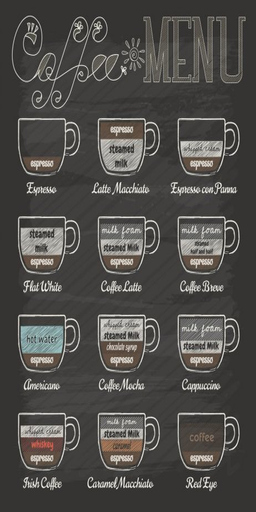 Coffee MENU
espresso
Espresso
espresso
steamed
milk
Latte Macchiato
whipped cream
espresso
Espresso con Panna
steamed
milk
espresso
Flat White
milk foam
steamed Milk
espresso
Coffee Latte
milk foam
steamed
half and half
espresso
Coffee Breve
hot water
espresso
Americano
whipped cream
steamed Milk
chocolate syrup
espresso
Coffee Mocha
milk foam
steamed Milk
espresso
Cappuccino
whipped cream
whiskey
espresso
Irish Coffee
milk foam
steamed Milk
caramel
espresso
Caramel Macchiato
coffee
espresso
Red Eye